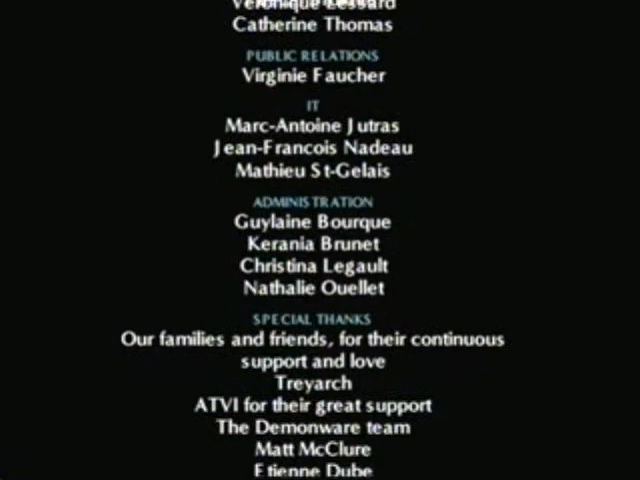 Véronique Lessard
Catherine Thomas
PUBLIC RELATIONS
Virginie Faucher
IT
Marc-Antoine Jutras
Jean-Francois Nadeau
Mathieu St-Gelais
ADMINISTRATION
Guylaine Bourque
Kerania Brunet
Christina Legault
Nathalie Ouellet
SPECIAL THANKS
Our families and friends, for their continuous
support and love
Treyarch
ATVI for their great support
The Demonware team
Matt McClure
Etienne Dube